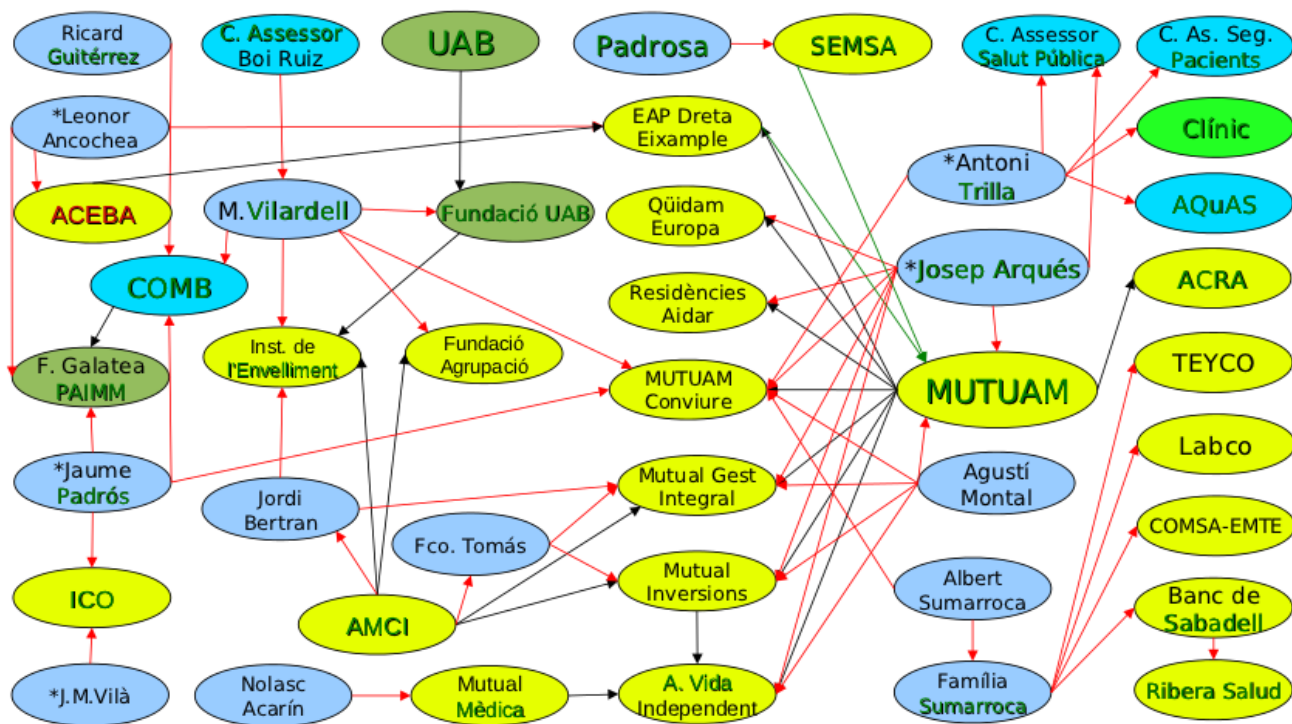 Ricard
Guitérrez
C. Assessor
Boi Ruiz
UAB
Padrosa
SEMSA
C. Assessor
Salut Pública
C. As. Seg.
Pacients
*Leonor
Ancochea
EAP Dreta
Eixample
*Antoni
Trilla
Clínic
ACEBA
M. Vilardell
Fundació UAB
Qüidam
Europa
AQuAS
COMB
Residències
Aidar
*Josep Arqués
ACRA
F. Galatea
PAIMM
Inst. de
l'Envelliment
Fundació
Agrupació
MUTUAM
Conviure
MUTUAM
TEYCO
*Jaume
Padrós
Jordi
Bertran
Mutual Gest
Integral
Agustí
Montal
Labco
Fco. Tomás
COMSA-EMTE
ICO
AMCI
Mutual
Inversions
Albert
Sumarroca
Banc de
Sabadell
*J.M.Vilà
Nolasc
Acarín
Mutual
Mèdica
A. Vida
Independent
Família
Sumarroca
Ribera Salud